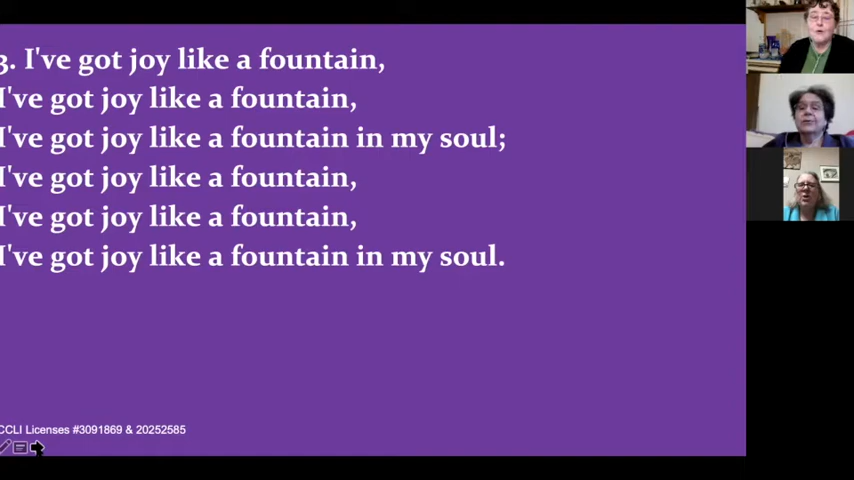 3. I've got joy like a fountain,
I've got joy like a fountain,
I've got joy like a fountain in my soul;
I've got joy like a fountain,
I've got joy like a fountain,
I've got joy like a fountain in my soul.
CCLI Licenses #3091869 & 20252585